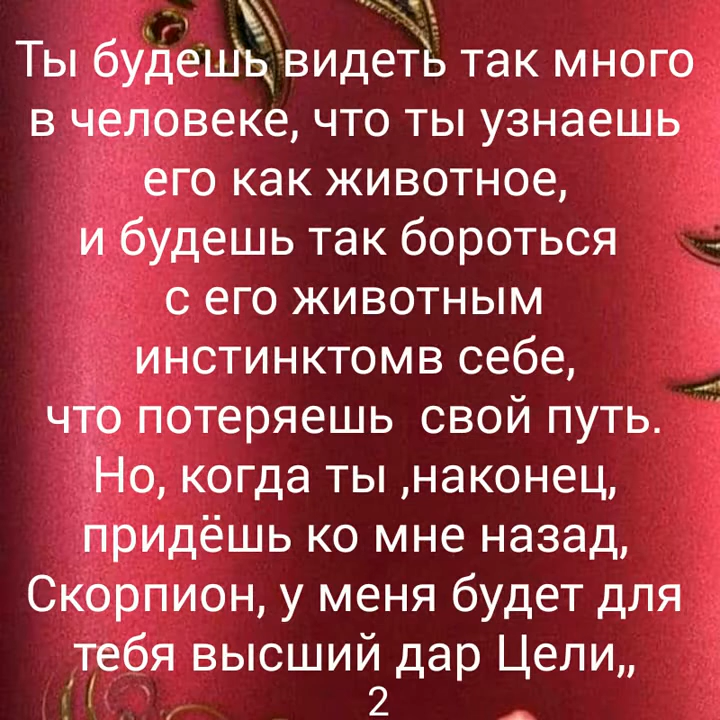 Ты будешь видеть так много
в человеке, что ты узнаешь
его как животное,
и будешь так бороться
с его животным
инстинктомв себе,
что потеряешь  свой путь.
Но, когда ты ,наконец,
придёшь ко мне назад,
Скорпион, у меня будет для
тебя высший дар Цели,,
2